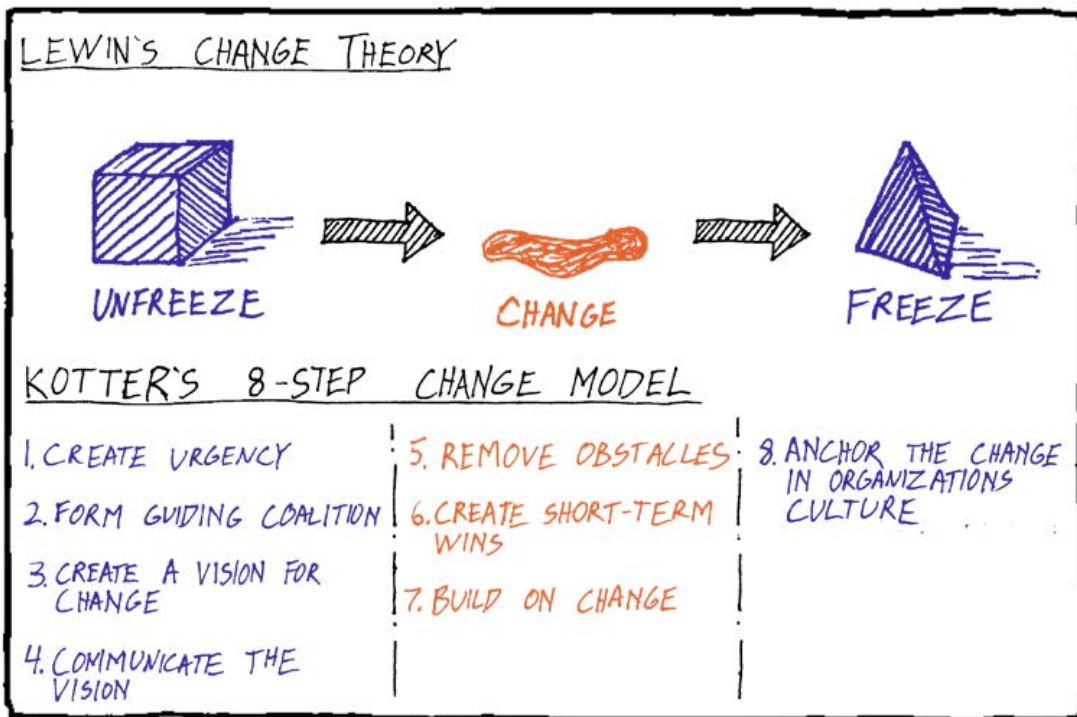 LEWIN'S CHANGE THEORY
UNFREEZE
CHANGE
FREEZE
KOTTER'S 8-STEP CHANGE MODEL
1. CREATE URGENCY
2. FORM GUIDING COALITION
3. CREATE A VISION FOR
CHANGE
4. COMMUNICATE THE
VISION
5. REMOVE OBSTACLES
6. CREATE SHORT-TERM
WINS
7. BUILD ON CHANGE
8. ANCHOR THE CHANGE
IN ORGANIZATIONS
CULTURE